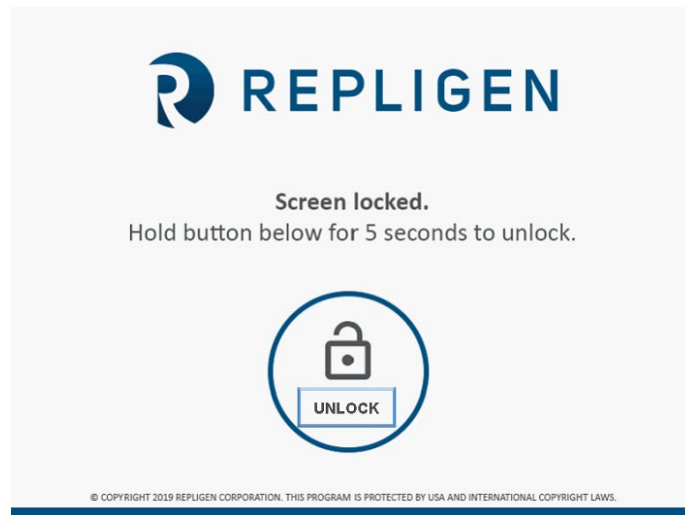 REPLIGEN
Screen locked.
Hold button below for 5 seconds to unlock.
UNLOCK
© COPYRIGHT 2019 REPLIGEN CORPORATION. THIS PROGRAM IS PROTECTED BY USA AND INTERNATIONAL COPYRIGHT LAWS.